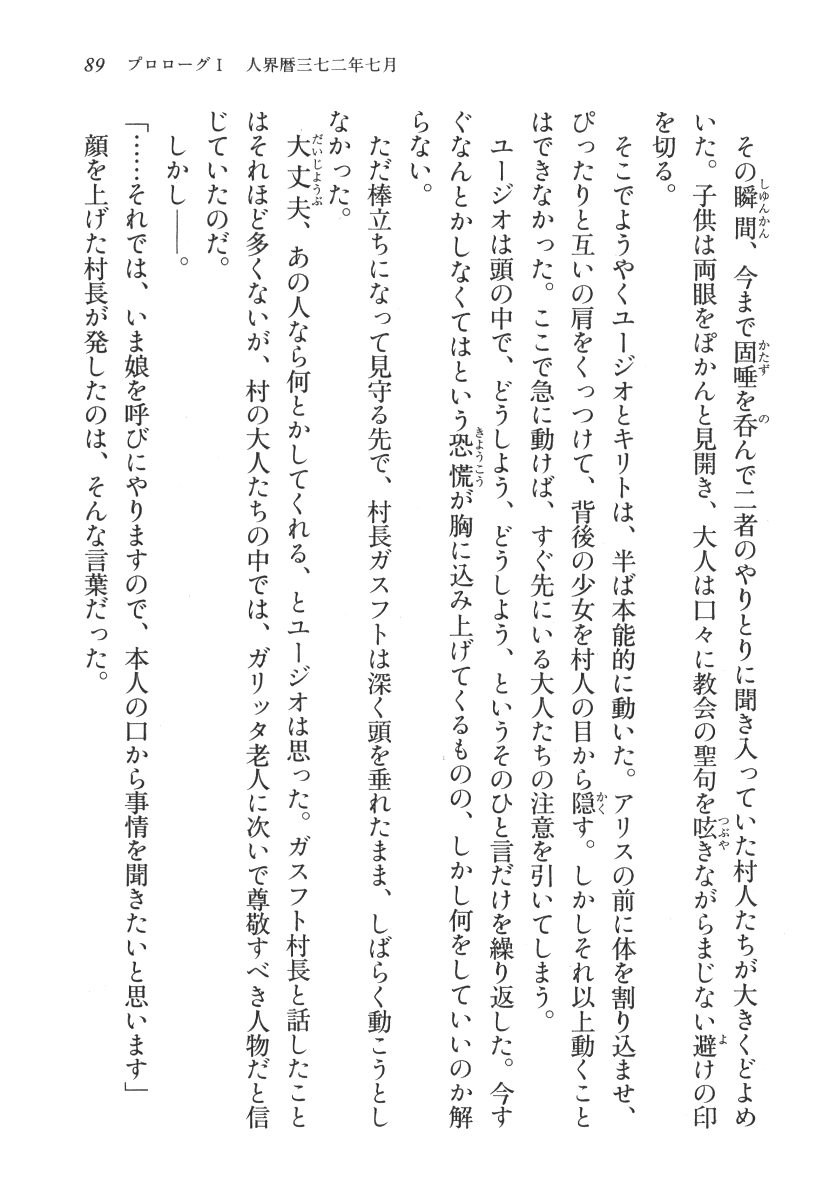 89 プロローグⅠ 人界暦三七二年七月
その瞬間、今まで固唾を呑んで二者のやりとりに聞き入っていた村人たちが大きくどよめ
いた。子供は両眼をぽかんと見開き、大人は口々に教会の聖句を呟きながらまじない避けの印
を切る。
そこでようやくユージオとキリトは、半ば本能的に動いた。アリスの前に体を割り込ませ、
ぴったりと互いの肩をくっつけて、背後の少女を村人の目から隠す。しかしそれ以上動くこと
はできなかった。ここで急に動けば、すぐ先にいる大人たちの注意を引いてしまう。
ユージオは頭の中で、どうしよう、どうしよう、というそのひと言だけを繰り返した。今す
ぐなんとかしなくてはという恐慌が胸に込み上げてくるものの、しかし何をしていいのか解
らない。
ただ棒立ちになって見守る先で、村長ガスフトは深く頭を垂れたまま、しばらく動こうとし
なかった。
大丈夫、あの人なら何とかしてくれる、とユージオは思った。ガスフト村長と話したこと
はそれほど多くないが、村の大人たちの中では、ガリッタ老人に次いで尊敬すべき人物だと信
じていたのだ。
しかし——。
「……それでは、いま娘を呼びにやりますので、本人の口から事情を聞きたいと思います」
顔を上げた村長が発したのは、そんな言葉だった。